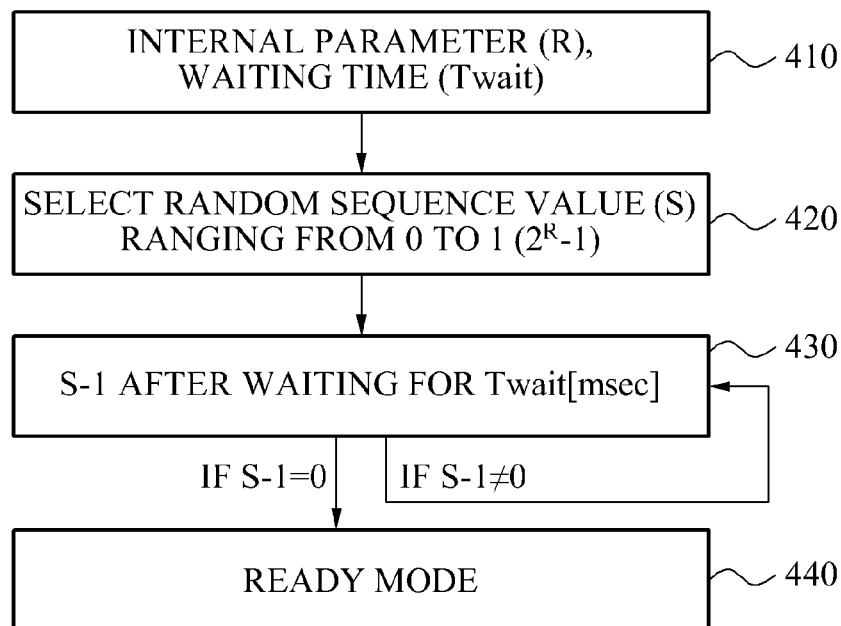 INTERNAL PARAMETER (R),
WAITING TIME (Twait)
410
SELECT RANDOM SEQUENCE VALUE (S)
RANGING FROM 0 TO 1 (2^R-1)
420
430
S-1 AFTER WAITING FOR Twait[msec]
IF S-1=0
IF S-1≠0
READY MODE
440